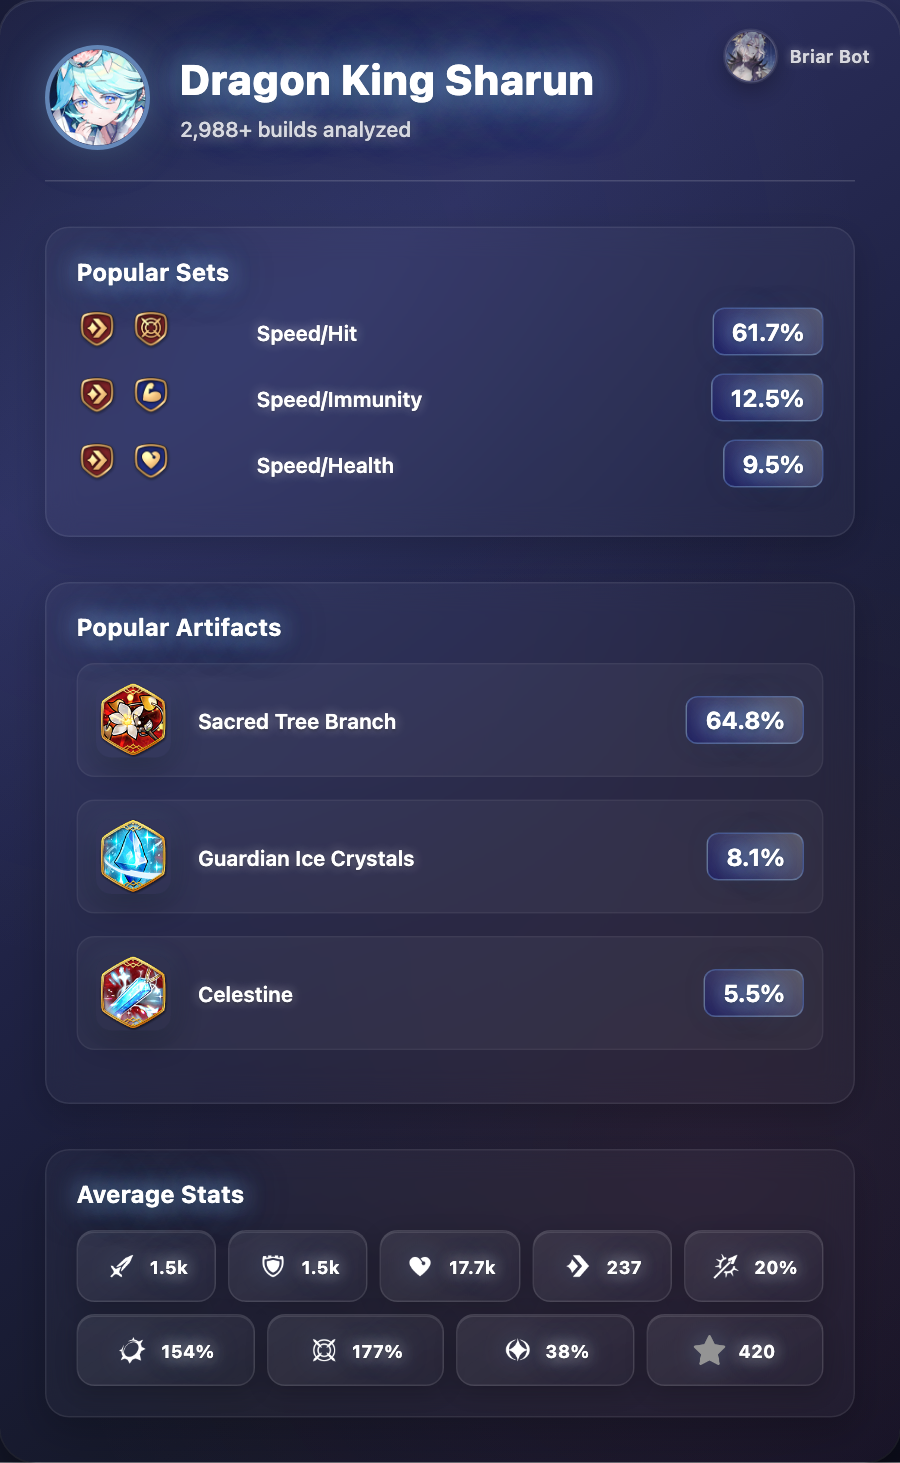 Dragon King Sharun
2,988+ builds analyzed
Briar Bot
Popular Sets
Speed/Hit 61.7%
Speed/Immunity 12.5%
Speed/Health 9.5%
Popular Artifacts
Sacred Tree Branch 64.8%
Guardian Ice Crystals 8.1%
Celestine 5.5%
Average Stats
1.5k 1.5k 17.7k 237 20%
154% 177% 38% 420